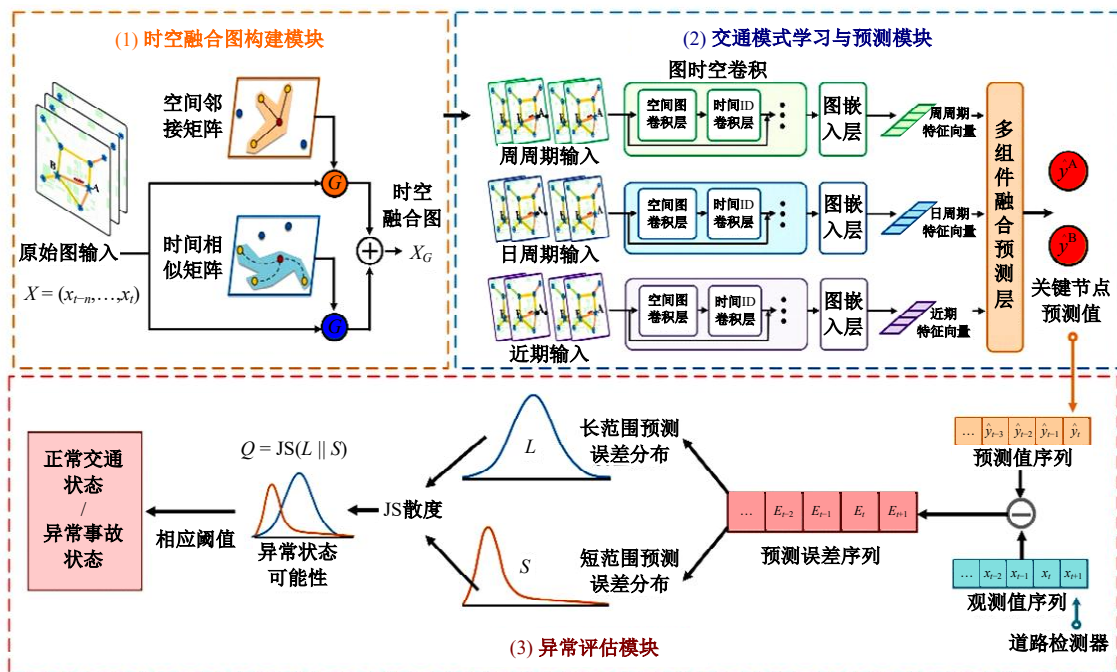 (1) 时空融合图构建模块
空间邻
接矩阵
G
B
A
原始图输入
X = (x_{t−n},…,x_t)
时间相
似矩阵
G
时空
融合图
X_G
(2) 交通模式学习与预测模块
图时空卷积
周周期输入
空间图
卷积层
时间ID
卷积层
图嵌
入层
周周期
特征向量
日周期输入
空间图
卷积层
时间ID
卷积层
图嵌
入层
日周期
特征向量
近期输入
空间图
卷积层
时间ID
卷积层
图嵌
入层
近期
特征向量
多组件融合预测层
y^A
y^B
关键节点
预测值
… ŷ_{t−3} ŷ_{t−2} ŷ_{t−1} ŷ_t
预测值序列
… x_{t−2} x_{t−1} x_t x_{t+1}
观测值序列
道路检测器
… E_{t−2} E_{t−1} E_t E_{t+1}
预测误差序列
长范围预测
误差分布
L
短范围预测
误差分布
S
JS散度
Q = JS(L || S)
异常状态
可能性
相应阈值
正常交通
状态
/
异常事故
状态
(3) 异常评估模块